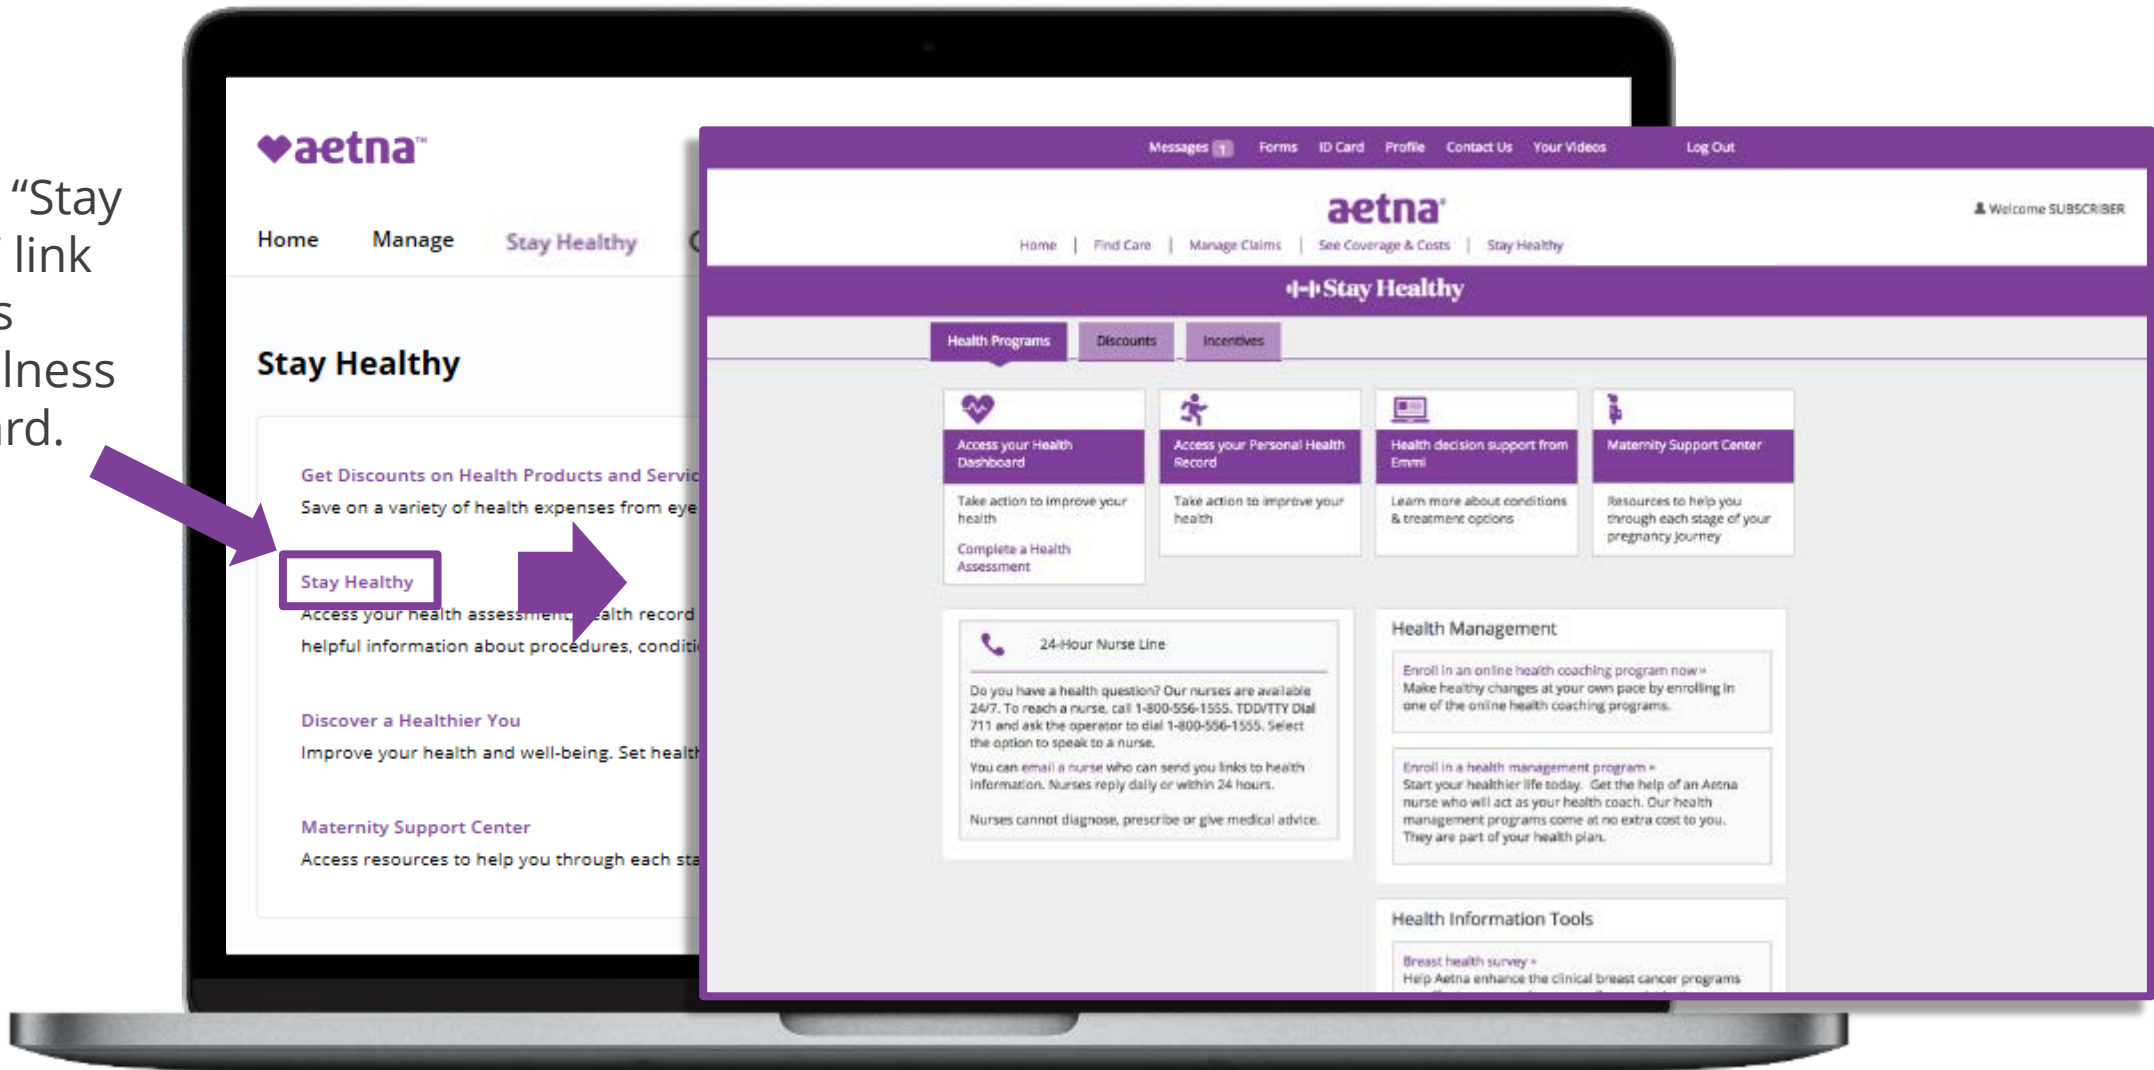 “Stay
link
s
lness
rd.
aetna™
Home Manage Stay Healthy
Stay Healthy
Get Discounts on Health Products and Servic
Save on a variety of health expenses from eye
Stay Healthy
Access your health assessment, health record
helpful information about procedures, conditi
Discover a Healthier You
Improve your health and well-being. Set health
Maternity Support Center
Access resources to help you through each sta
Messages 1 Forms ID Card Profile Contact Us Your Videos Log Out
aetna®
Welcome SUBSCRIBER
Home | Find Care | Manage Claims | See Coverage & Costs | Stay Healthy
Stay Healthy
Health Programs Discounts Incentives
Access your Health
Dashboard
Take action to improve your
health
Complete a Health
Assessment
Access your Personal Health
Record
Take action to improve your
health
Health decision support from
Emmi
Learn more about conditions
& treatment options
Maternity Support Center
Resources to help you
through each stage of your
pregnancy journey
24-Hour Nurse Line
Do you have a health question? Our nurses are available
24/7. To reach a nurse, call 1-800-556-1555. TDD/TTY Dial
711 and ask the operator to dial 1-800-556-1555. Select
the option to speak to a nurse.
You can email a nurse who can send you links to health
information. Nurses reply daily or within 24 hours.
Nurses cannot diagnose, prescribe or give medical advice.
Health Management
Enroll in an online health coaching program now »
Make healthy changes at your own pace by enrolling in
one of the online health coaching programs.
Enroll in a health management program »
Start your healthier life today. Get the help of an Aetna
nurse who will act as your health coach. Our health
management programs come at no extra cost to you.
They are part of your health plan.
Health Information Tools
Breast health survey »
Help Aetna enhance the clinical breast cancer programs